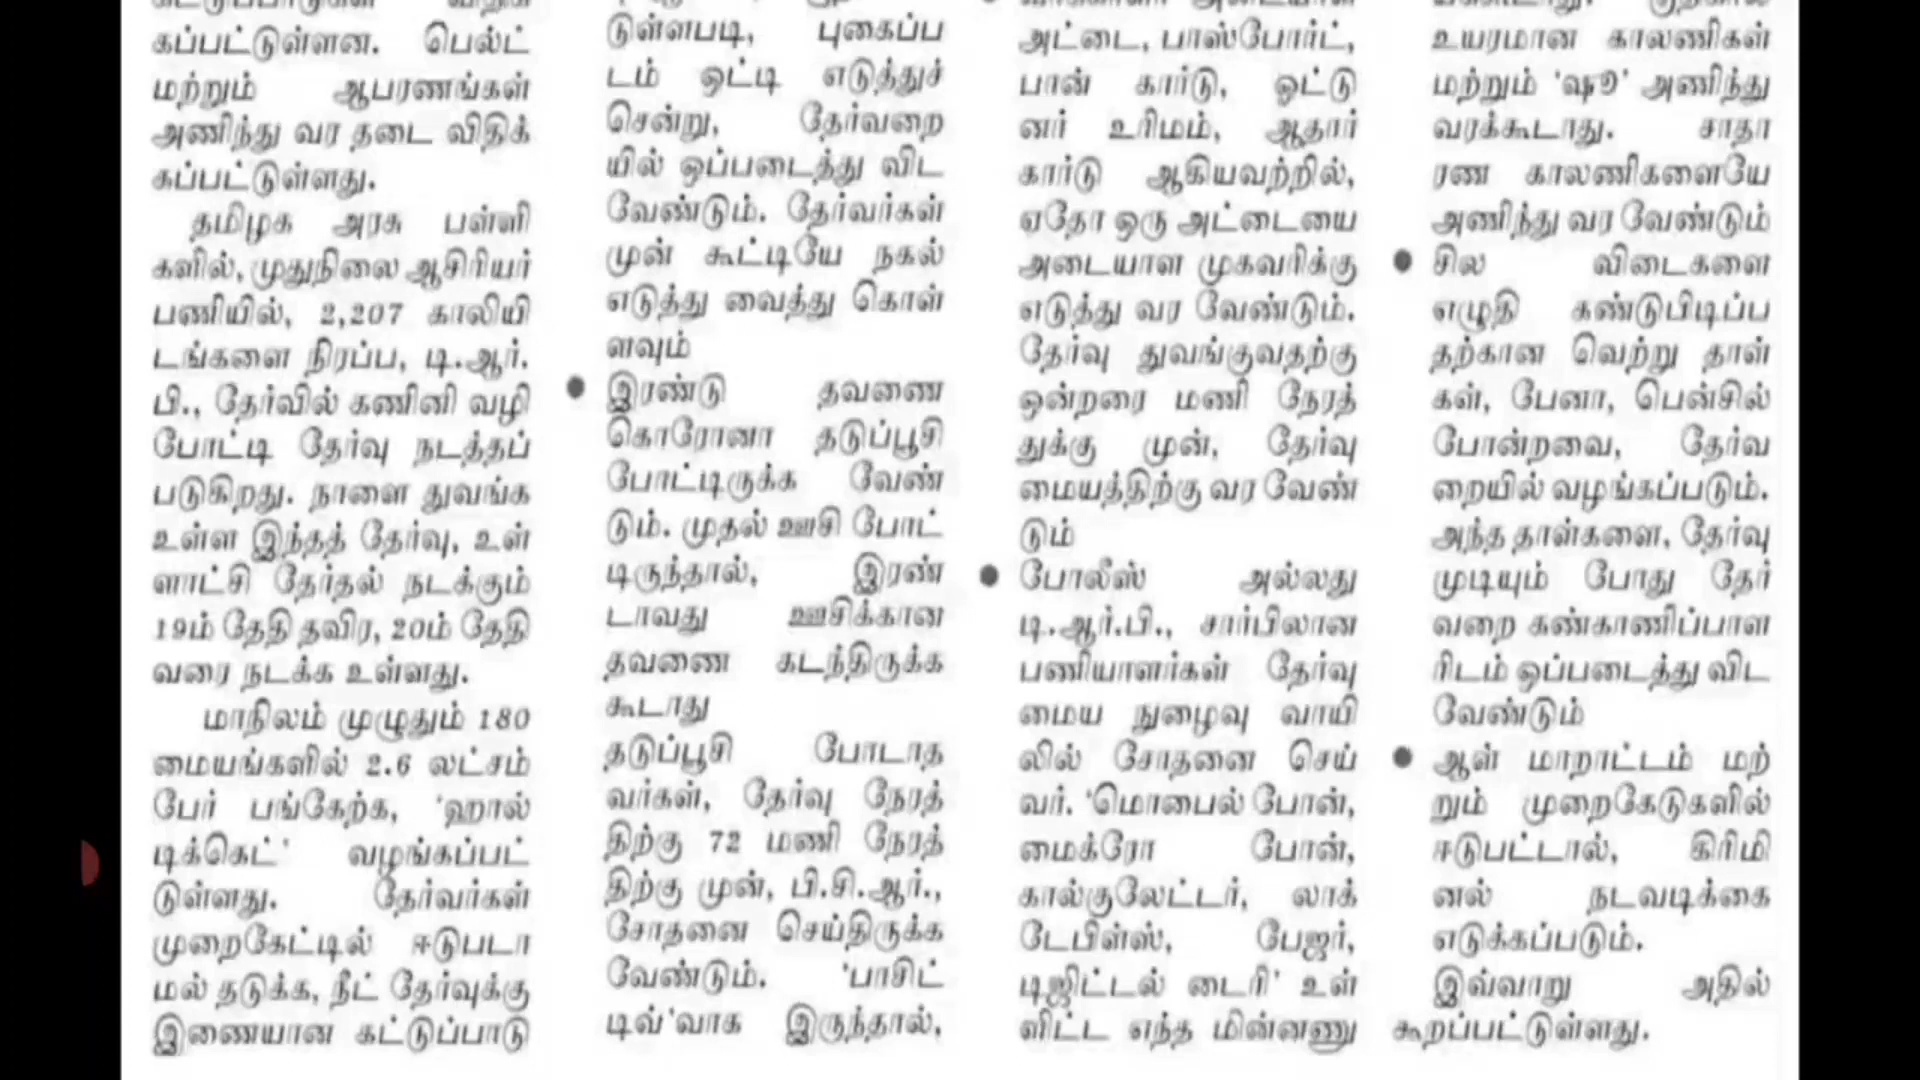 கப்பட்டுள்ளன. பெல்ட்
மற்றும் ஆபரணங்கள்
அணிந்து வர தடை விதிக்
கப்பட்டுள்ளது.
தமிழக அரசு பள்ளி
களில், முதுநிலை ஆசிரியர்
பணியில், 2,207 காலியி
டங்களை நிரப்ப, டி.ஆர்.
பி., தேர்வில் கணினி வழி
போட்டி தேர்வு நடத்தப்
படுகிறது. நாளை துவங்க
உள்ள இந்தத் தேர்வு, உள்
ளாட்சி தேர்தல் நடக்கும்
19ம் தேதி தவிர, 20ம் தேதி
வரை நடக்க உள்ளது.
மாநிலம் முழுதும் 180
மையங்களில் 2.6 லட்சம்
பேர் பங்கேற்க, 'ஹால்
டிக்கெட்' வழங்கப்பட்
டுள்ளது. தேர்வர்கள்
முறைகேட்டில் ஈடுபடா
மல் தடுக்க, நீட் தேர்வுக்கு
இணையான கட்டுப்பாடு
டுள்ளபடி, புகைப்ப
டம் ஒட்டி எடுத்துச்
சென்று, தேர்வறை
யில் ஒப்படைத்து விட
வேண்டும். தேர்வர்கள்
முன் கூட்டியே நகல்
எடுத்து வைத்து கொள்
ளவும்
● இரண்டு தவணை
கொரோனா தடுப்பூசி
போட்டிருக்க வேண்
டும். முதல் ஊசி போட்
டிருந்தால், இரண்
டாவது ஊசிக்கான
தவணை கடந்திருக்க
கூடாது
தடுப்பூசி போடாத
வர்கள், தேர்வு நேரத்
திற்கு 72 மணி நேரத்
திற்கு முன், பி.சி.ஆர்.,
சோதனை செய்திருக்க
வேண்டும். 'பாசிட்
டிவ்'வாக இருந்தால்,
அட்டை, பாஸ்போர்ட்,
பான் கார்டு, ஓட்டு
னர் உரிமம், ஆதார்
கார்டு ஆகியவற்றில்,
ஏதோ ஒரு அட்டையை
அடையாள முகவரிக்கு
எடுத்து வர வேண்டும்.
தேர்வு துவங்குவதற்கு
ஒன்றரை மணி நேரத்
துக்கு முன், தேர்வு
மையத்திற்கு வர வேண்
டும்
● போலீஸ் அல்லது
டி.ஆர்.பி., சார்பிலான
பணியாளர்கள் தேர்வு
மைய நுழைவு வாயி
லில் சோதனை செய்
வர். 'மொபைல் போன்,
மைக்ரோ போன்,
கால்குலேட்டர், லாக்
டேபிள்ஸ், பேஜர்,
டிஜிட்டல் டைரி' உள்
ளிட்ட எந்த மின்னணு
உயரமான காலணிகள்
மற்றும் 'ஷூ' அணிந்து
வரக்கூடாது. சாதா
ரண காலணிகளையே
அணிந்து வர வேண்டும்
● சில விடைகளை
எழுதி கண்டுபிடிப்ப
தற்கான வெற்று தாள்
கள், பேனா, பென்சில்
போன்றவை, தேர்வ
றையில் வழங்கப்படும்.
அந்த தாள்களை, தேர்வு
முடியும் போது தேர்
வறை கண்காணிப்பாள
ரிடம் ஒப்படைத்து விட
வேண்டும்
● ஆள் மாறாட்டம் மற்
றும் முறைகேடுகளில்
ஈடுபட்டால், கிரிமி
னல் நடவடிக்கை
எடுக்கப்படும்.
இவ்வாறு அதில்
கூறப்பட்டுள்ளது.